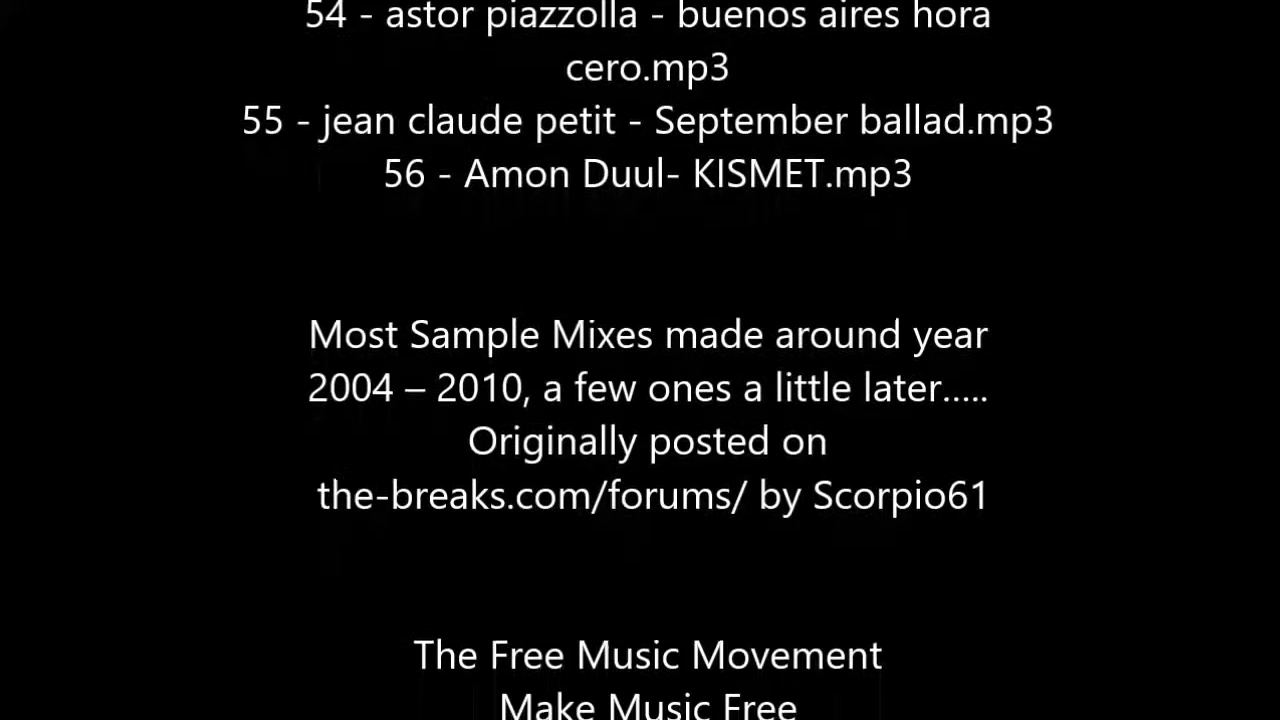 54 - astor piazzolla - buenos aires hora
cero.mp3
55 - jean claude petit - September ballad.mp3
56 - Amon Duul- KISMET.mp3
Most Sample Mixes made around year
2004 – 2010, a few ones a little later.....
Originally posted on
the-breaks.com/forums/ by Scorpio61
The Free Music Movement
Make Music Free